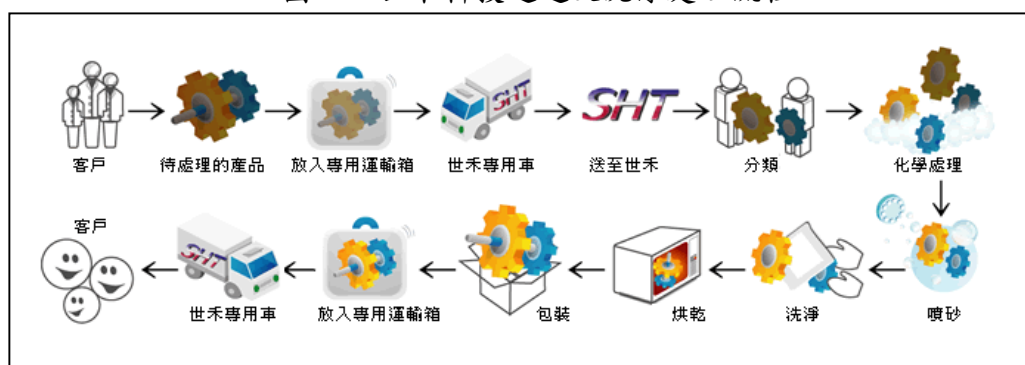 客戶
待處理的產品
放入專用運輸箱
SHT
世禾專用車
SHT
送至世禾
分類
化學處理
客戶
SHT
世禾專用車
放入專用運輸箱
包裝
烘乾
洗淨
噴砂